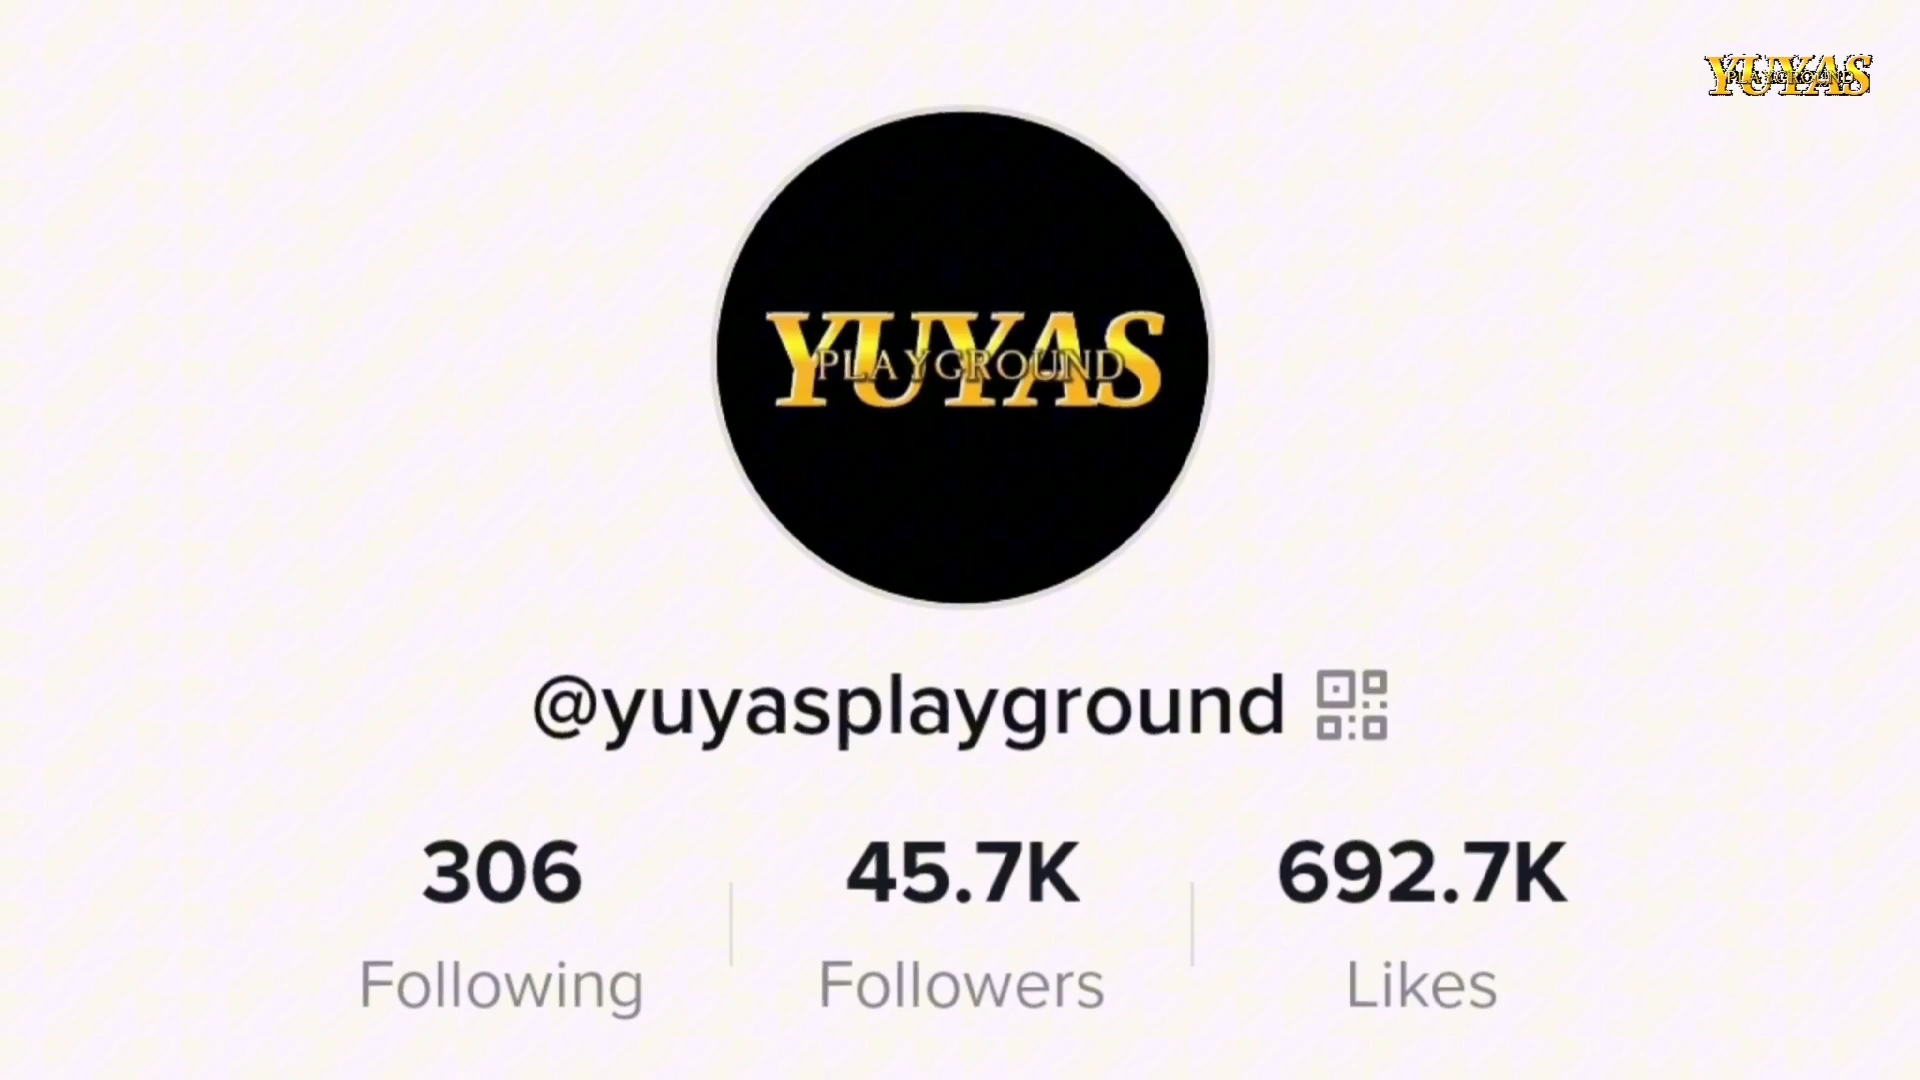 YUYAS
PLAYGROUND
YUYAS
PLAYGROUND
@yuyasplayground
306
45.7K
692.7K
Following
Followers
Likes